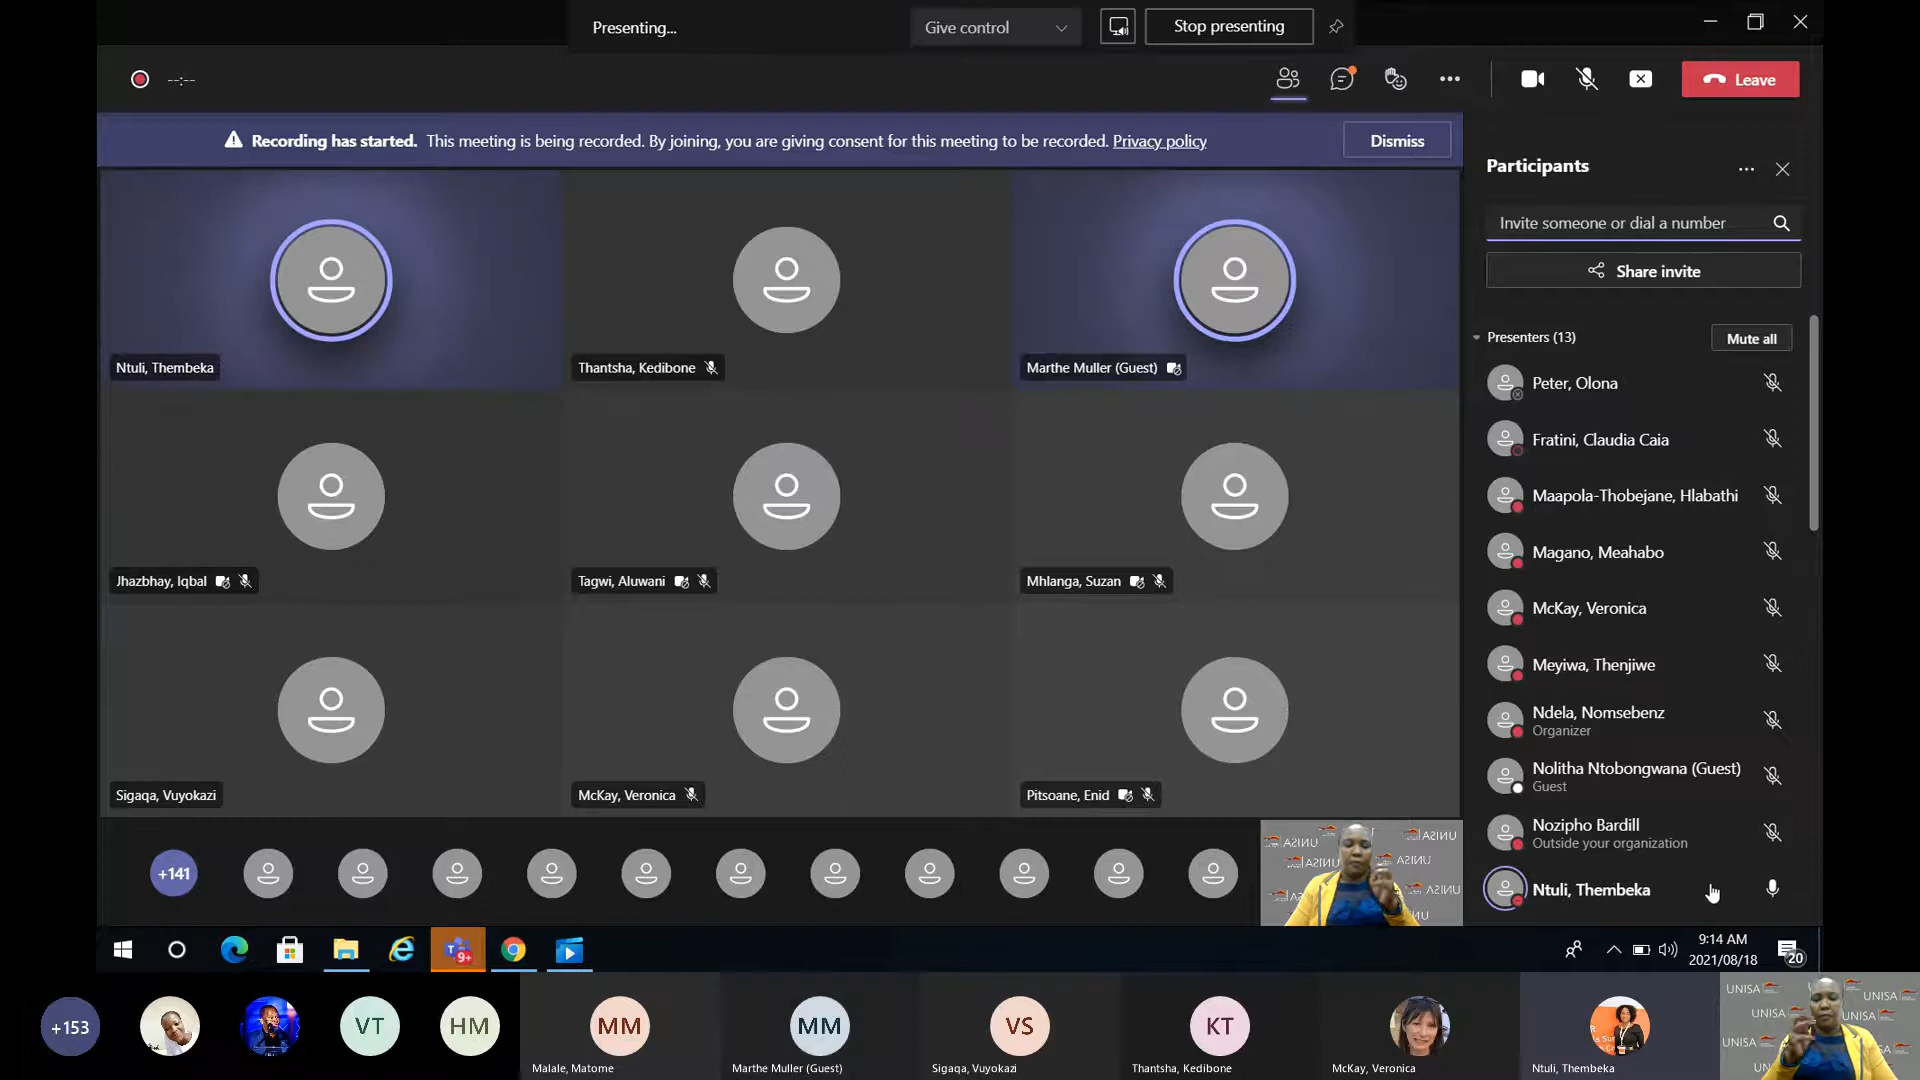 Presenting...
Give control
Stop presenting
--:--
Leave
Recording has started. This meeting is being recorded. By joining, you are giving consent for this meeting to be recorded. Privacy policy
Dismiss
Participants
Invite someone or dial a number
Share invite
Presenters (13)
Mute all
Peter, Olona
Fratini, Claudia Caia
Maapola-Thobejane, Hlabathi
Magano, Meahabo
McKay, Veronica
Meyiwa, Thenjiwe
Ndela, Nomsebenz
Organizer
Nolitha Ntobongwana (Guest)
Guest
Nozipho Bardill
Outside your organization
Ntuli, Thembeka
Ntuli, Thembeka
Thantsha, Kedibone
Marthe Muller (Guest)
Jhazbhay, Iqbal
Tagwi, Aluwani
Mhlanga, Suzan
Sigaqa, Vuyokazi
McKay, Veronica
Pitsoane, Enid
+141
9+
9:14 AM
2021/08/18
20
+153
VT
HM
MM
Malale, Matome
MM
Marthe Muller (Guest)
VS
Sigaqa, Vuyokazi
KT
Thantsha, Kedibone
McKay, Veronica
Ntuli, Thembeka
UNISA
UNISA
UNISA
UNISA
UNISA
UNISA